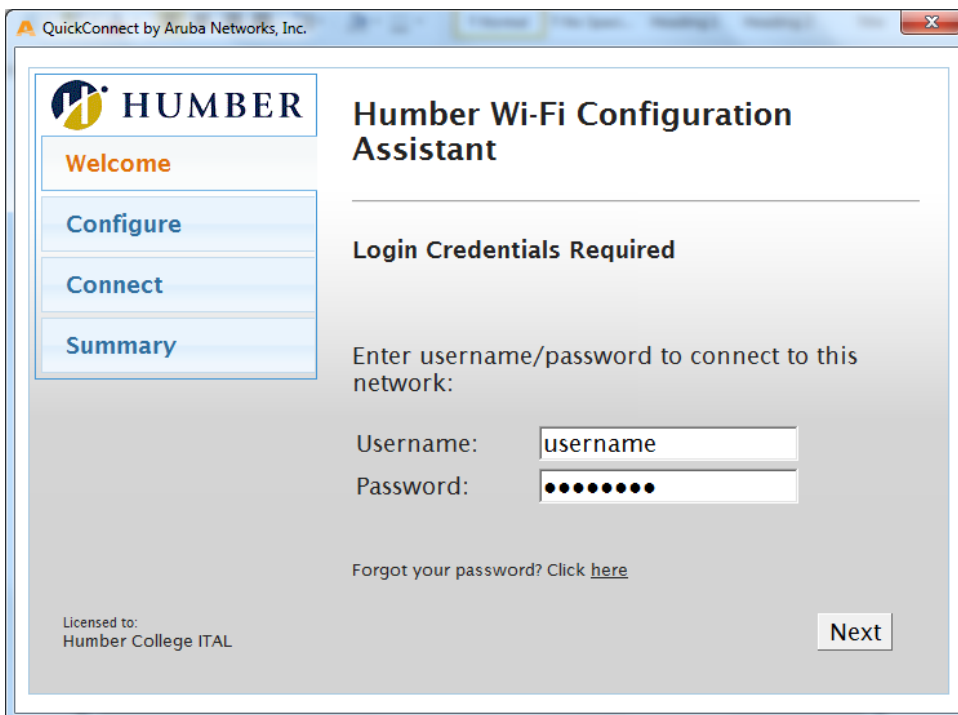 QuickConnect by Aruba Networks, Inc.
HUMBER
Welcome
Configure
Connect
Summary
Humber Wi-Fi Configuration
Assistant
Login Credentials Required
Enter username/password to connect to this
network:
Username: username
Password: ●●●●●●●●
Forgot your password? Click here
Licensed to:
Humber College ITAL
Next